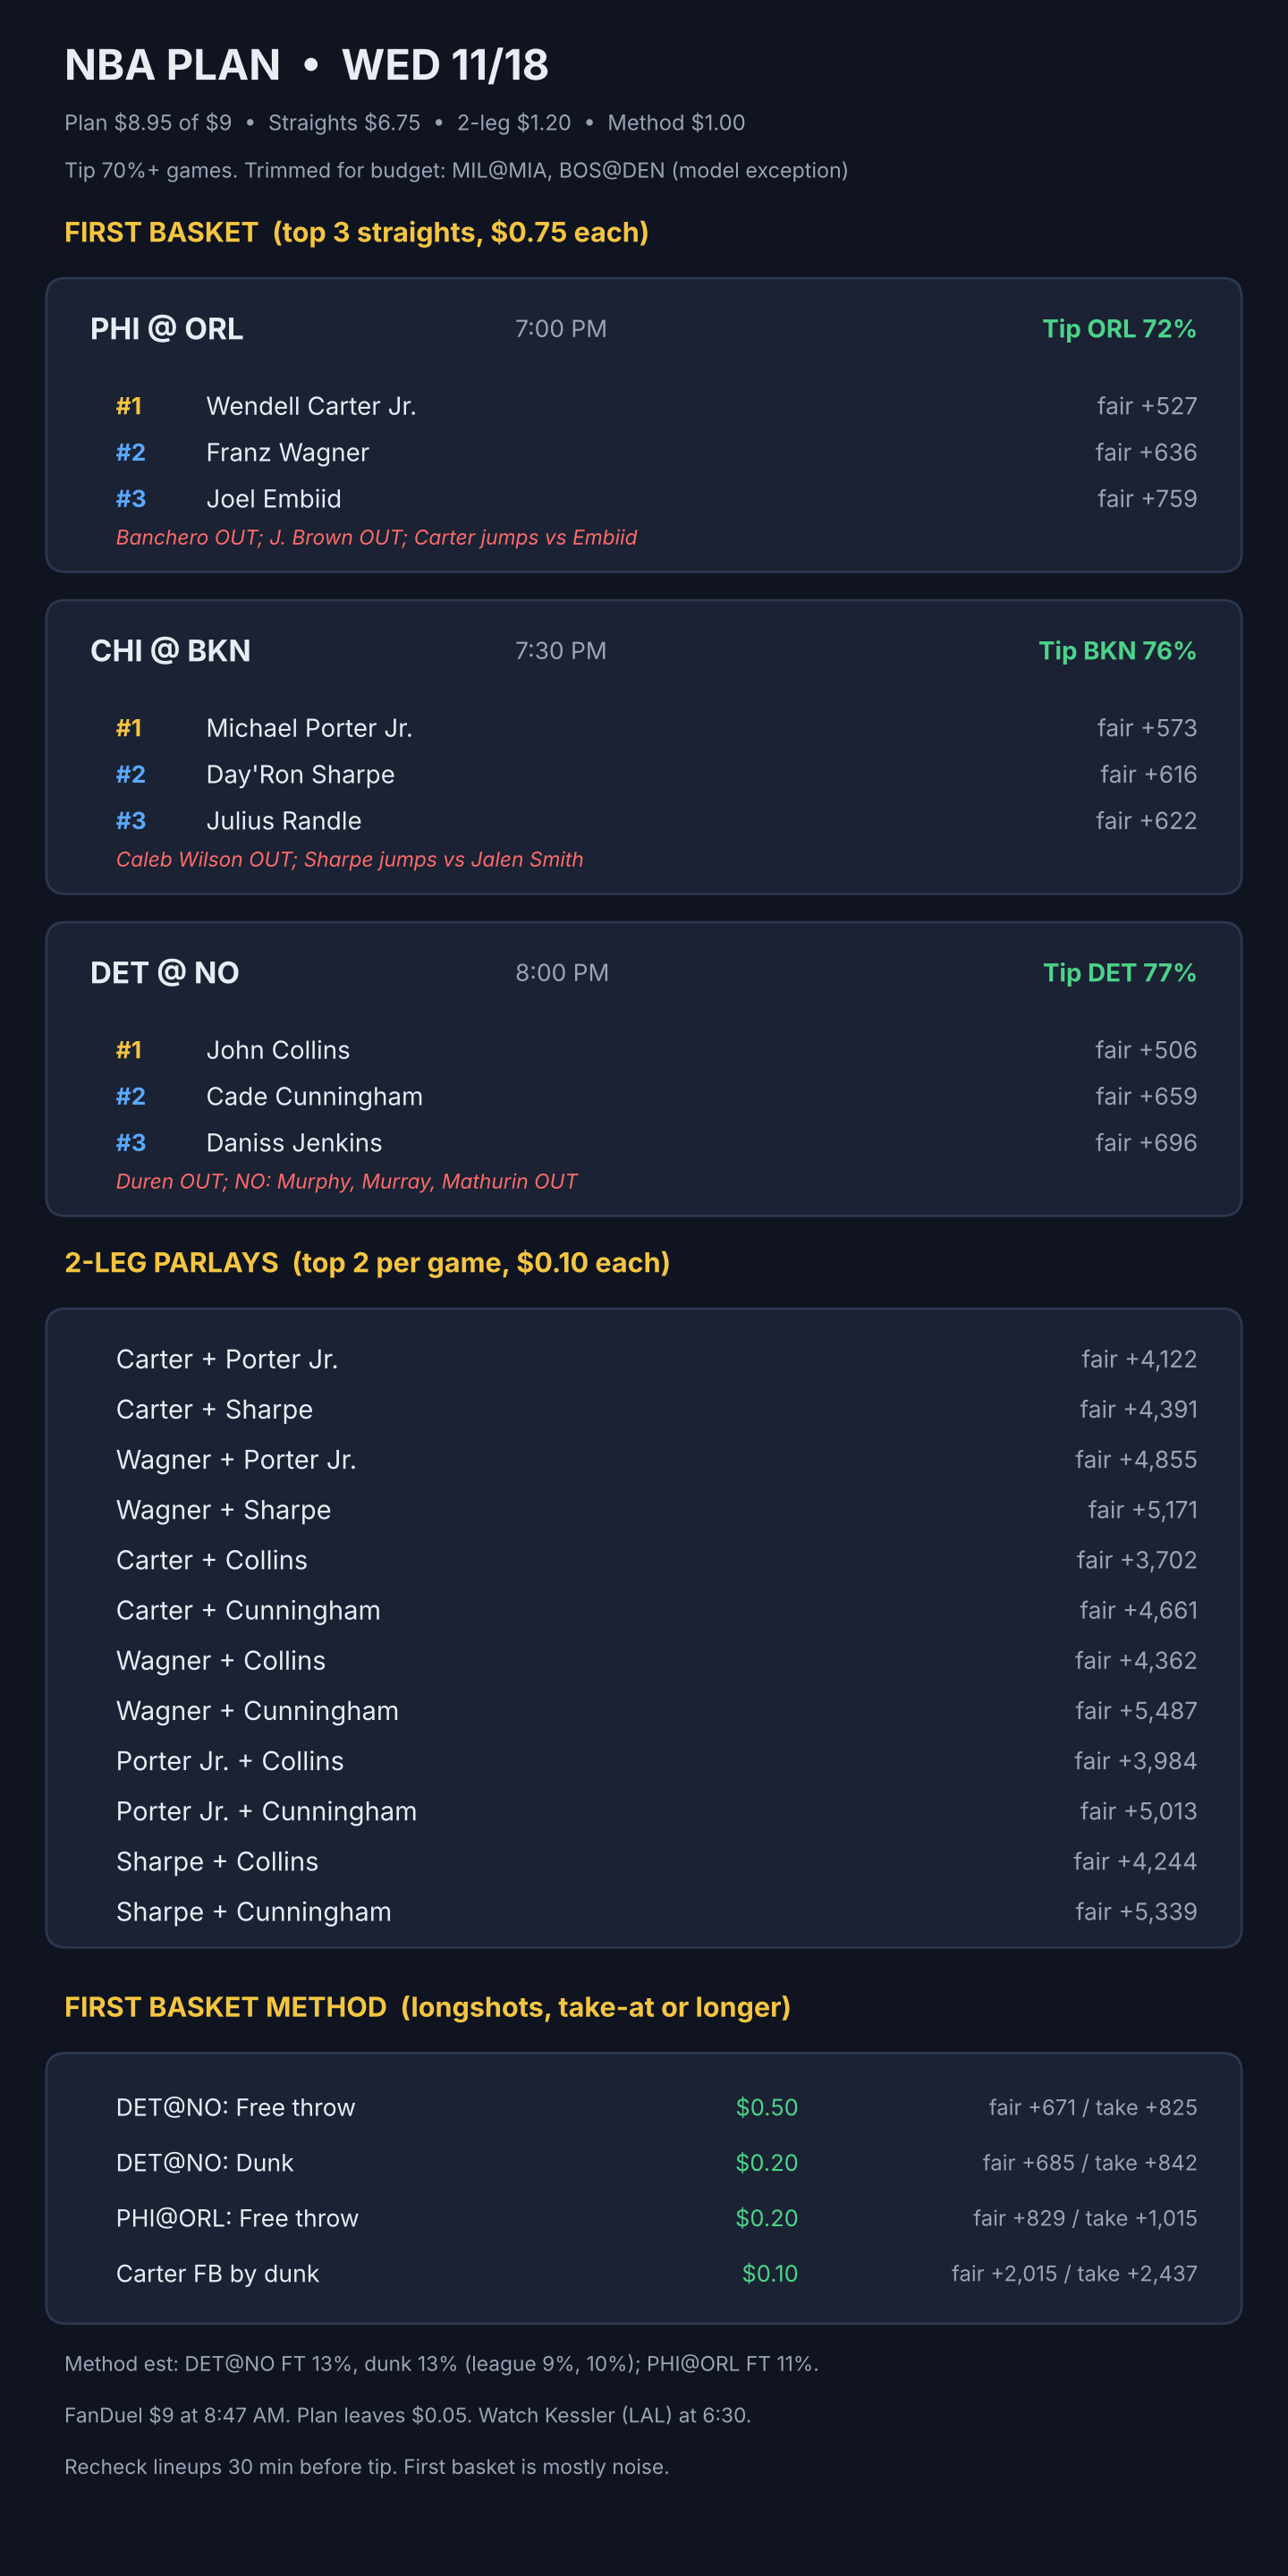 NBA PLAN • WED 11/18
Plan $8.95 of $9 • Straights $6.75 • 2-leg $1.20 • Method $1.00
Tip 70%+ games. Trimmed for budget: MIL@MIA, BOS@DEN (model exception)
FIRST BASKET (top 3 straights, $0.75 each)
PHI @ ORL 7:00 PM Tip ORL 72%
#1 Wendell Carter Jr. fair +527
#2 Franz Wagner fair +636
#3 Joel Embiid fair +759
Banchero OUT; J. Brown OUT; Carter jumps vs Embiid
CHI @ BKN 7:30 PM Tip BKN 76%
#1 Michael Porter Jr. fair +573
#2 Day'Ron Sharpe fair +616
#3 Julius Randle fair +622
Caleb Wilson OUT; Sharpe jumps vs Jalen Smith
DET @ NO 8:00 PM Tip DET 77%
#1 John Collins fair +506
#2 Cade Cunningham fair +659
#3 Daniss Jenkins fair +696
Duren OUT; NO: Murphy, Murray, Mathurin OUT
2-LEG PARLAYS (top 2 per game, $0.10 each)
Carter + Porter Jr. fair +4,122
Carter + Sharpe fair +4,391
Wagner + Porter Jr. fair +4,855
Wagner + Sharpe fair +5,171
Carter + Collins fair +3,702
Carter + Cunningham fair +4,661
Wagner + Collins fair +4,362
Wagner + Cunningham fair +5,487
Porter Jr. + Collins fair +3,984
Porter Jr. + Cunningham fair +5,013
Sharpe + Collins fair +4,244
Sharpe + Cunningham fair +5,339
FIRST BASKET METHOD (longshots, take-at or longer)
DET@NO: Free throw $0.50 fair +671 / take +825
DET@NO: Dunk $0.20 fair +685 / take +842
PHI@ORL: Free throw $0.20 fair +829 / take +1,015
Carter FB by dunk $0.10 fair +2,015 / take +2,437
Method est: DET@NO FT 13%, dunk 13% (league 9%, 10%); PHI@ORL FT 11%.
FanDuel $9 at 8:47 AM. Plan leaves $0.05. Watch Kessler (LAL) at 6:30.
Recheck lineups 30 min before tip. First basket is mostly noise.